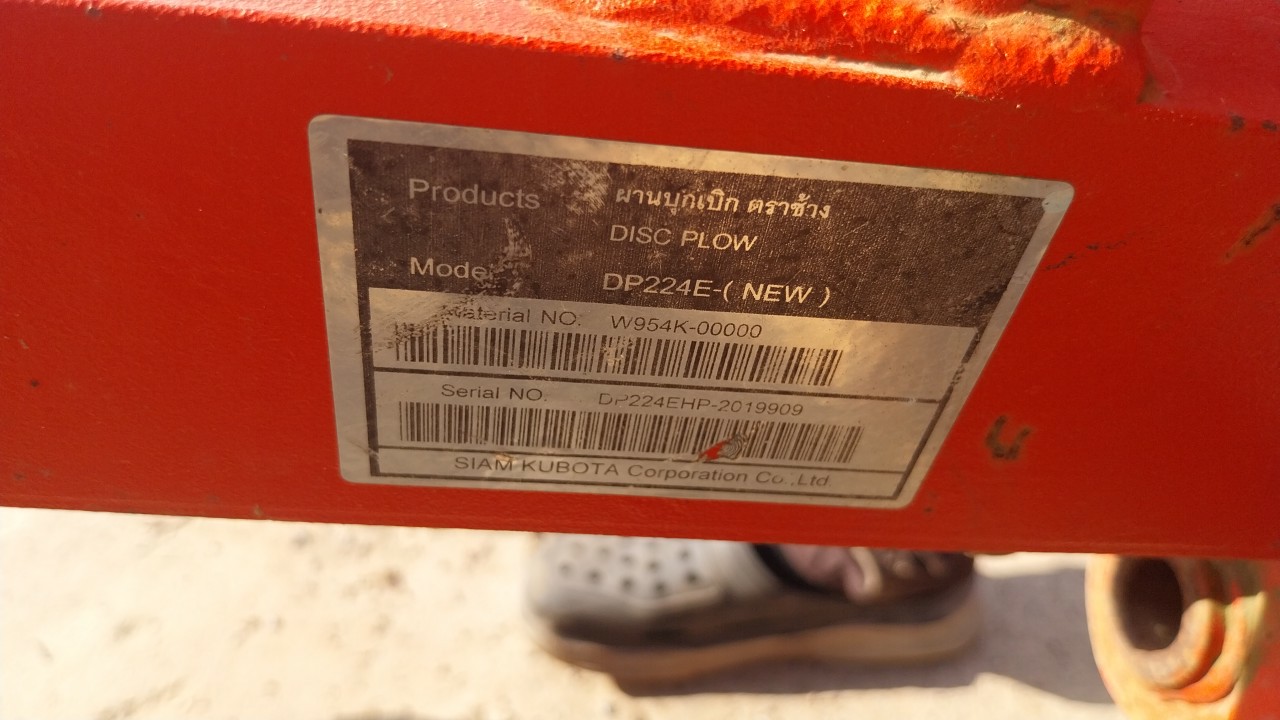 Products ผานบุกเบิก ตราช้าง
DISC PLOW
Model DP224E-( NEW )
Material NO. W954K-00000
Serial NO. DP224EHP-2019909
SIAM KUBOTA Corporation Co.,Ltd.